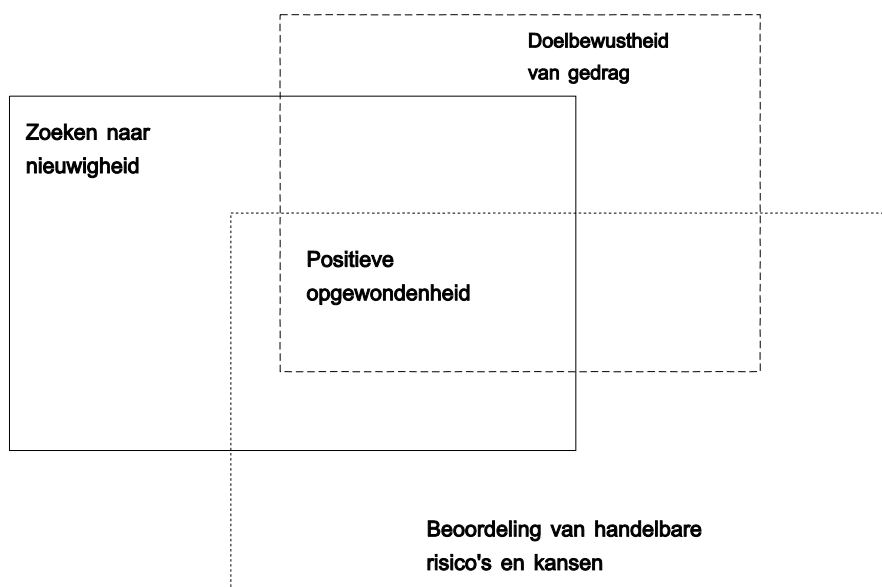 Doelbewustheid
van gedrag
Zoeken naar
nieuwigheid
Positieve
opgewondenheid
Beoordeling van handelbare
risico's en kansen